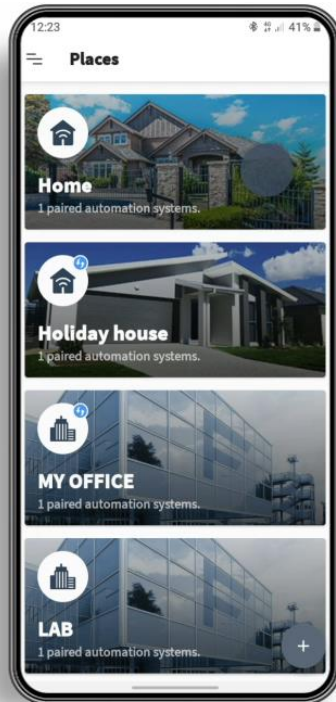 12:23
41%
Places
Home
1 paired automation systems.
Holiday house
1 paired automation systems.
MY OFFICE
1 paired automation systems.
LAB
1 paired automation systems.
+